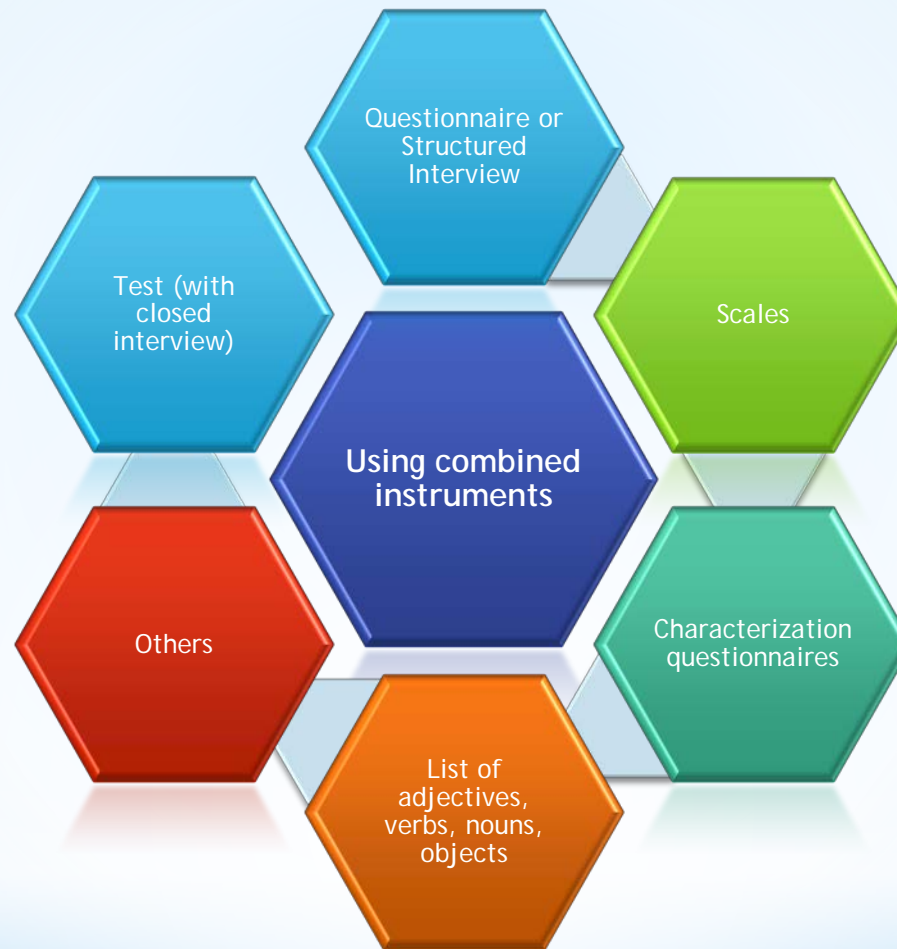 Questionnaire or
Structured
Interview
Test (with
closed
interview)
Scales
Using combined
instruments
Others
Characterization
questionnaires
List of
adjectives,
verbs, nouns,
objects